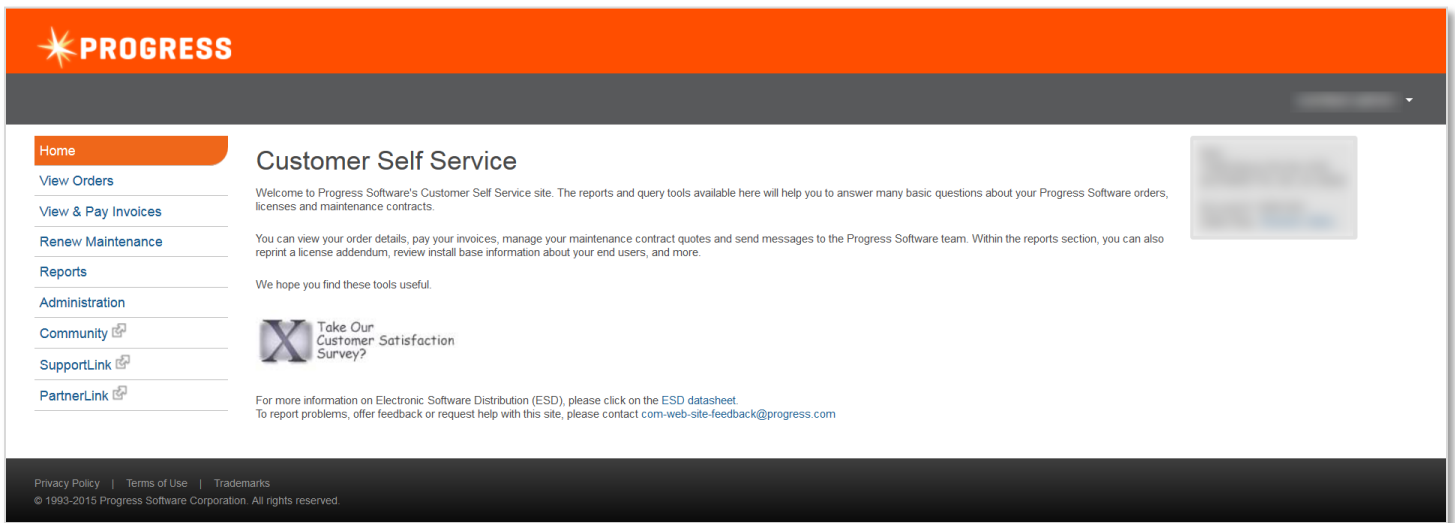 PROGRESS
Home
View Orders
View & Pay Invoices
Renew Maintenance
Reports
Administration
Community
SupportLink
PartnerLink
Customer Self Service
Welcome to Progress Software's Customer Self Service site. The reports and query tools available here will help you to answer many basic questions about your Progress Software orders,
licenses and maintenance contracts.
You can view your order details, pay your invoices, manage your maintenance contract quotes and send messages to the Progress Software team. Within the reports section, you can also
reprint a license addendum, review install base information about your end users, and more.
We hope you find these tools useful.
X
Take Our
Customer Satisfaction
Survey?
For more information on Electronic Software Distribution (ESD), please click on the ESD datasheet.
To report problems, offer feedback or request help with this site, please contact com-web-site-feedback@progress.com
Privacy Policy | Terms of Use | Trademarks
© 1993-2015 Progress Software Corporation. All rights reserved.